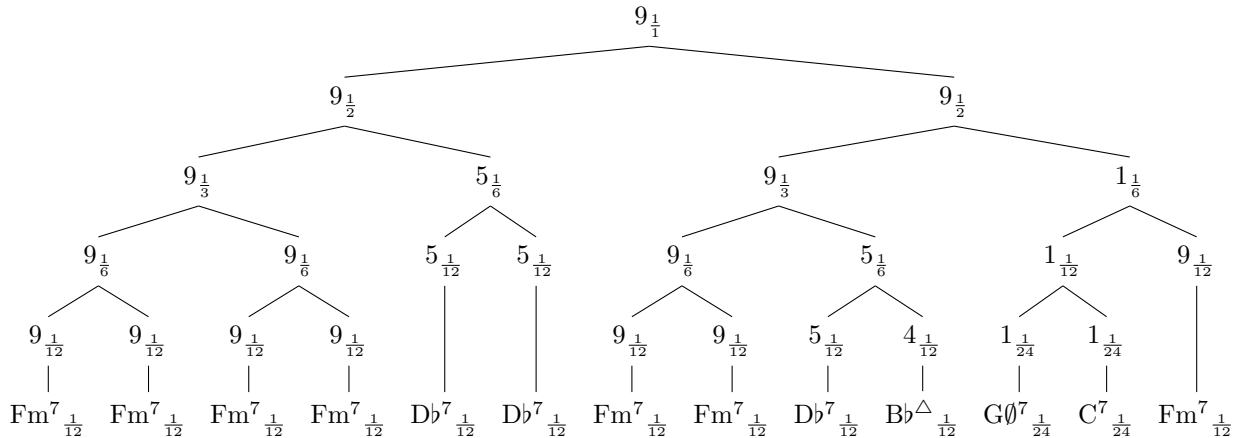 9 1/1
9 1/2 9 1/2
9 1/3 5 1/6 9 1/3 1 1/6
9 1/6 9 1/6 5 1/12 5 1/12 9 1/6 5 1/6 1 1/12 9 1/12
9 1/12 9 1/12 9 1/12 9 1/12 9 1/12 9 1/12 5 1/12 4 1/12 1 1/24 1 1/24
Fm⁷ 1/12 Fm⁷ 1/12 Fm⁷ 1/12 Fm⁷ 1/12 D♭⁷ 1/12 D♭⁷ 1/12 Fm⁷ 1/12 Fm⁷ 1/12 D♭⁷ 1/12 B♭△ 1/12 G∅⁷ 1/24 C⁷ 1/24 Fm⁷ 1/12